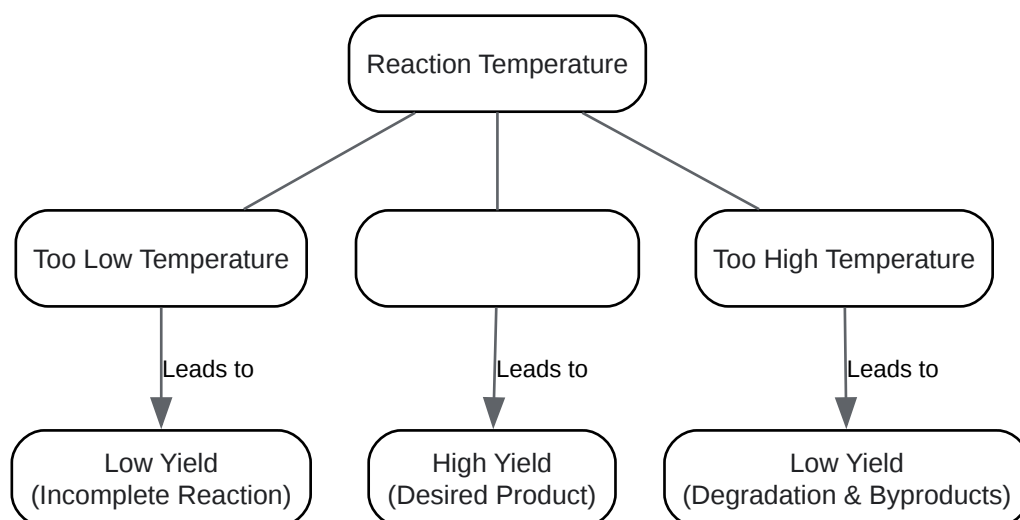 Reaction Temperature
Too Low Temperature
Too High Temperature
Leads to
Leads to
Leads to
Low Yield
(Incomplete Reaction)
High Yield
(Desired Product)
Low Yield
(Degradation & Byproducts)